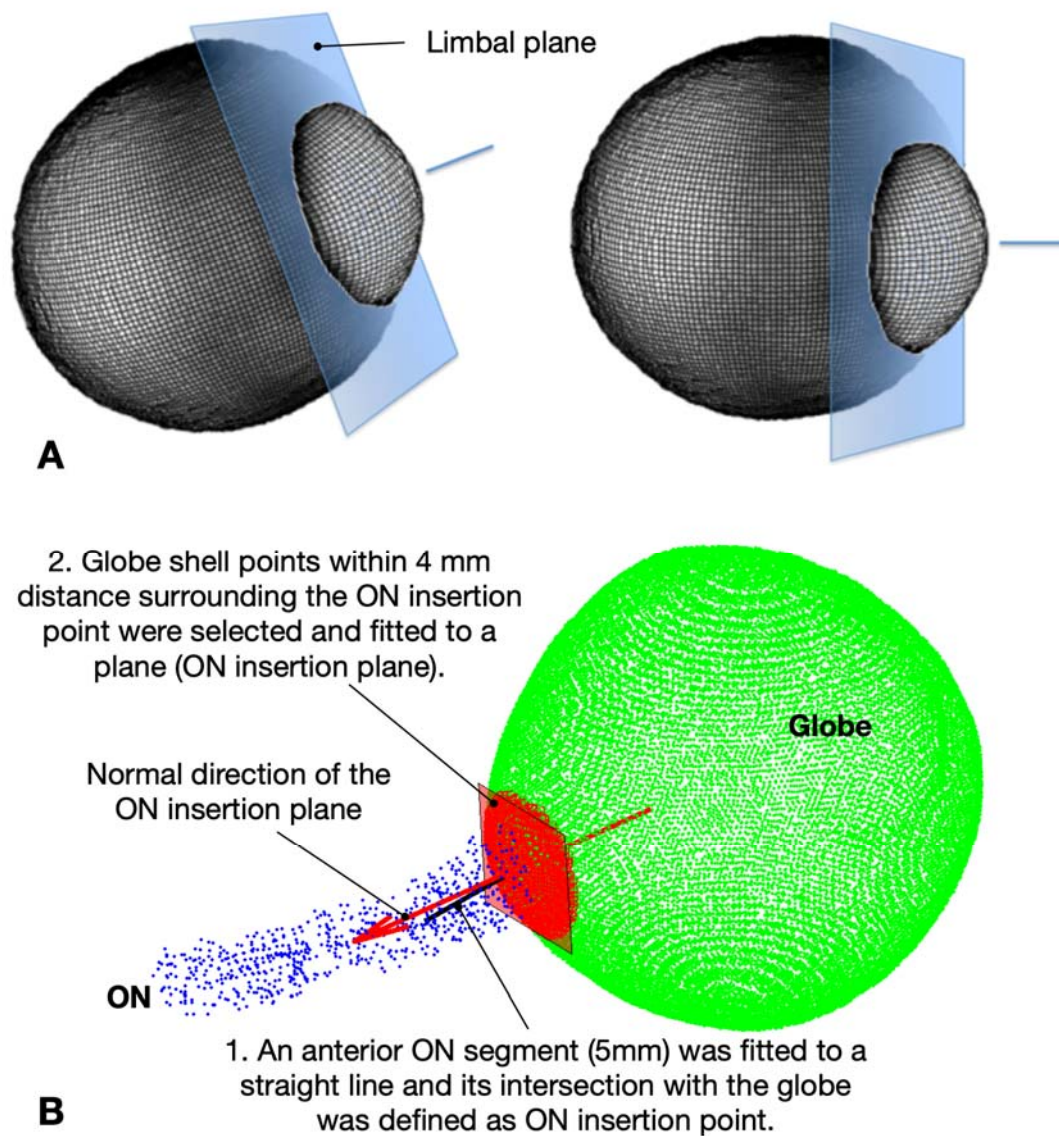 Limbal plane
A
2. Globe shell points within 4 mm
distance surrounding the ON insertion
point were selected and fitted to a
plane (ON insertion plane).
Globe
Normal direction of the
ON insertion plane
ON
1. An anterior ON segment (5mm) was fitted to a
straight line and its intersection with the globe
was defined as ON insertion point.
B